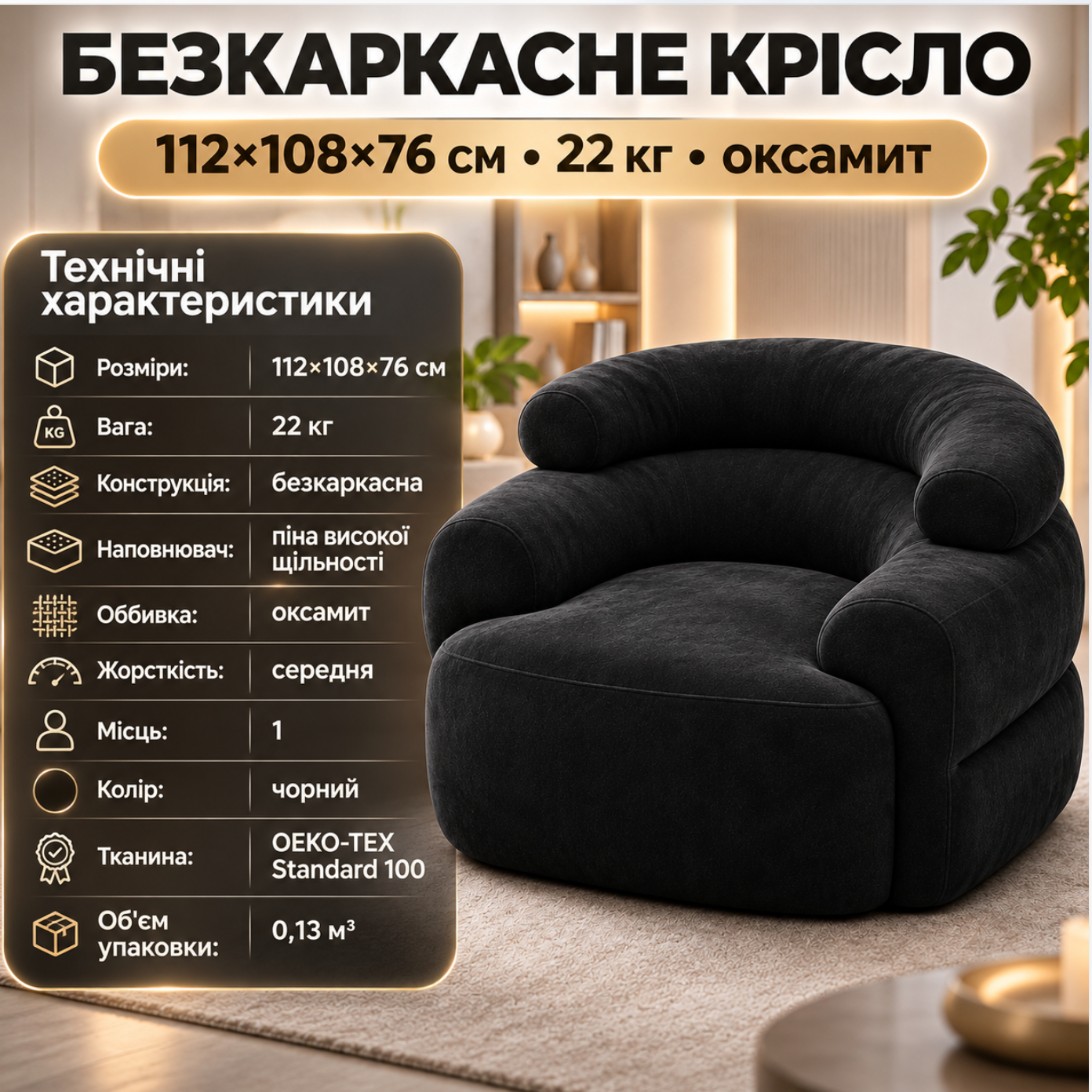 БЕЗКАРКАСНЕ КРІСЛО
112×108×76 см • 22 кг • оксамит
Технічні
характеристики
Розміри: 112×108×76 см
KG
Вага: 22 кг
Конструкція: безкаркасна
Наповнювач: піна високої
щільності
Оббивка: оксамит
Жорсткість: середня
Місць: 1
Колір: чорний
Тканина: OEKO-TEX
Standard 100
Об'єм
упаковки: 0,13 м³